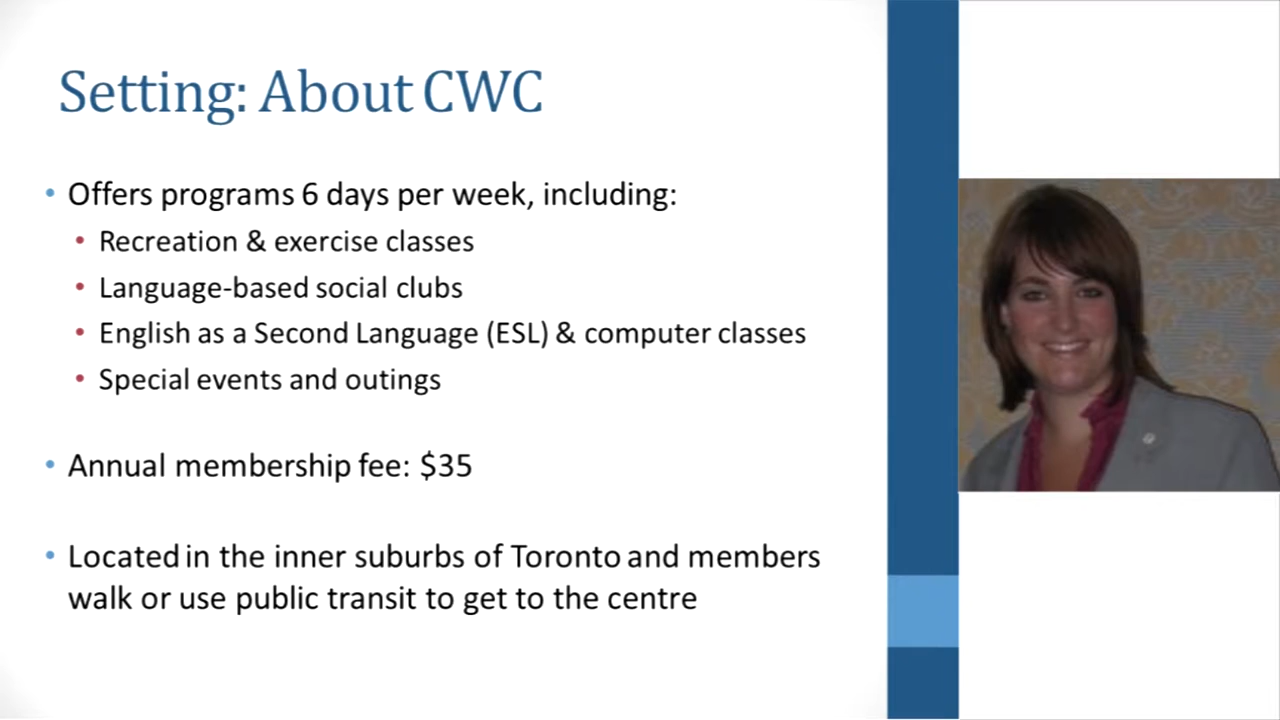 Setting: About CWC
• Offers programs 6 days per week, including:
• Recreation & exercise classes
• Language-based social clubs
• English as a Second Language (ESL) & computer classes
• Special events and outings
• Annual membership fee: $35
• Located in the inner suburbs of Toronto and members
walk or use public transit to get to the centre